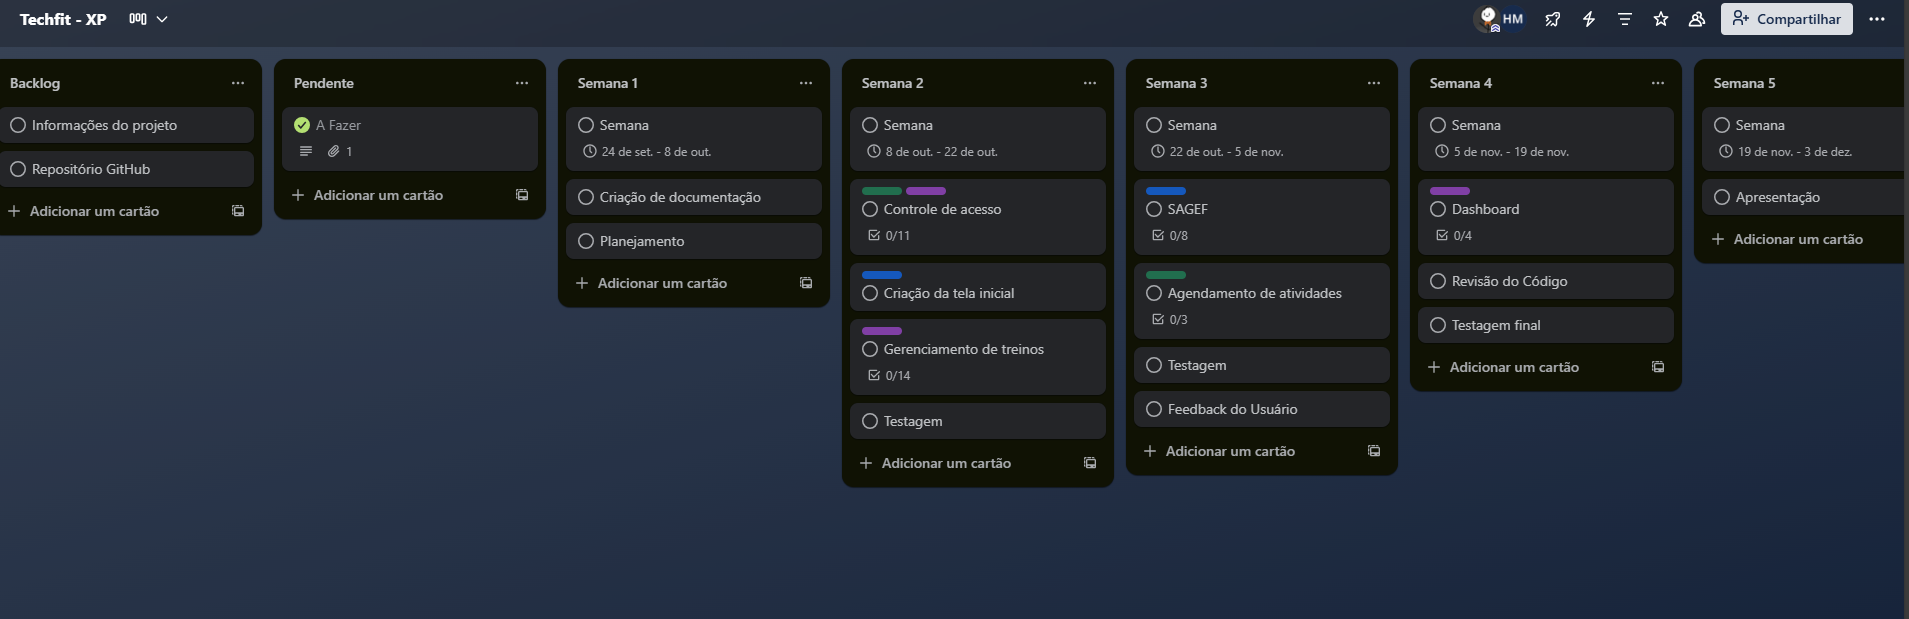 Techfit - XP
HM
Compartilhar
Backlog
Informações do projeto
Repositório GitHub
Adicionar um cartão
Pendente
A Fazer
1
Adicionar um cartão
Semana 1
Semana
24 de set. - 8 de out.
Criação de documentação
Planejamento
Adicionar um cartão
Semana 2
Semana
8 de out. - 22 de out.
Controle de acesso
0/11
Criação da tela inicial
Gerenciamento de treinos
0/14
Testagem
Adicionar um cartão
Semana 3
Semana
22 de out. - 5 de nov.
SAGEF
0/8
Agendamento de atividades
0/3
Testagem
Feedback do Usuário
Adicionar um cartão
Semana 4
Semana
5 de nov. - 19 de nov.
Dashboard
0/4
Revisão do Código
Testagem final
Adicionar um cartão
Semana 5
Semana
19 de nov. - 3 de dez.
Apresentação
Adicionar um cartão